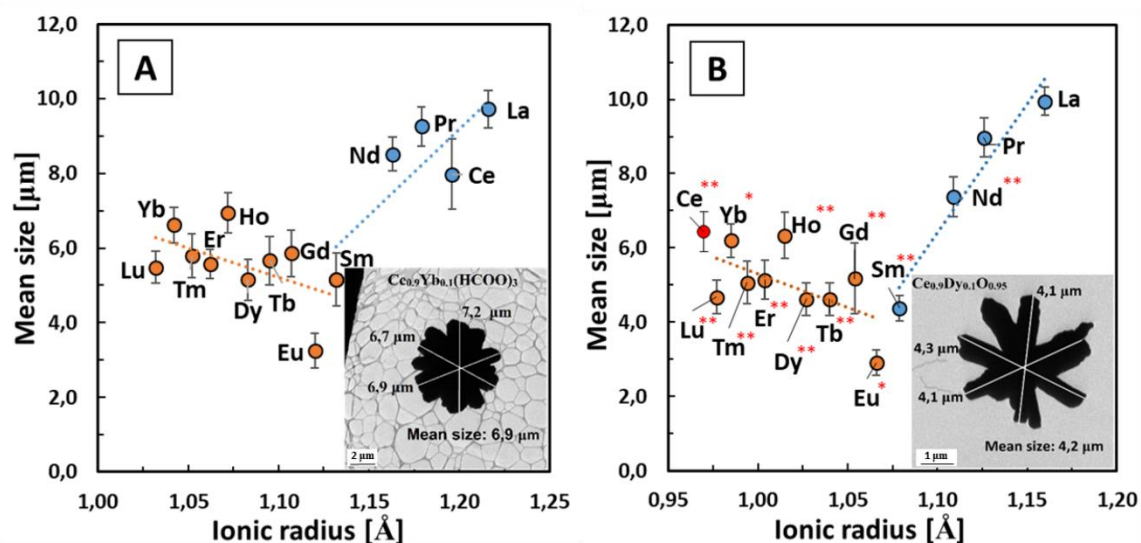 12,0
10,0
8,0
6,0
4,0
2,0
0,0
Mean size [μm]
A
La
Pr
Nd
Ce
Yb
Ho
Er
Gd
Sm
Lu
Tm
Dy
Tb
Eu
Ce0.9Yb0.1(HCOO)3
7,2 μm
6,7 μm
6,9 μm
Mean size: 6,9 μm
2 μm
1,00 1,05 1,10 1,15 1,20 1,25
Ionic radius [Å]
12,0
10,0
8,0
6,0
4,0
2,0
0,0
Mean size [μm]
B
La
Pr
Nd**
**
Ce
*
Yb
Ho**
**
Gd
**
Sm
Lu**
Tm**
Er**
Dy**
Tb**
Eu*
Ce0.9Dy0.1O0.95
4,1 μm
4,3 μm
4,1 μm
Mean size: 4,2 μm
1 μm
0,95 1,00 1,05 1,10 1,15 1,20
Ionic radius [Å]